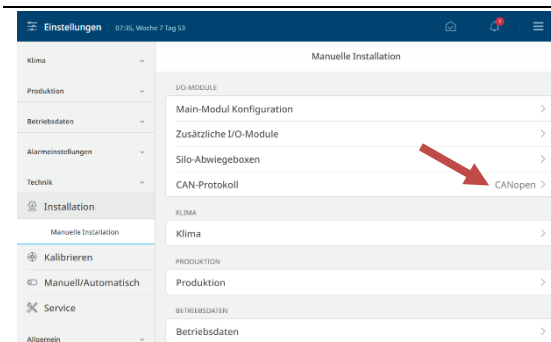 Einstellungen 07:35, Woche 7 Tag 53
Klima
Produktion
Betriebsdaten
Alarmeinstellungen
Technik
Installation
Manuelle Installation
Kalibrieren
Manuell/Automatisch
Service
Allgemein
Manuelle Installation
I/O-MODULE
Main-Modul Konfiguration
Zusätzliche I/O-Module
Silo-Abwiegeboxen
CAN-Protokoll CANopen
KLIMA
Klima
PRODUKTION
Produktion
BETRIEBSDATEN
Betriebsdaten